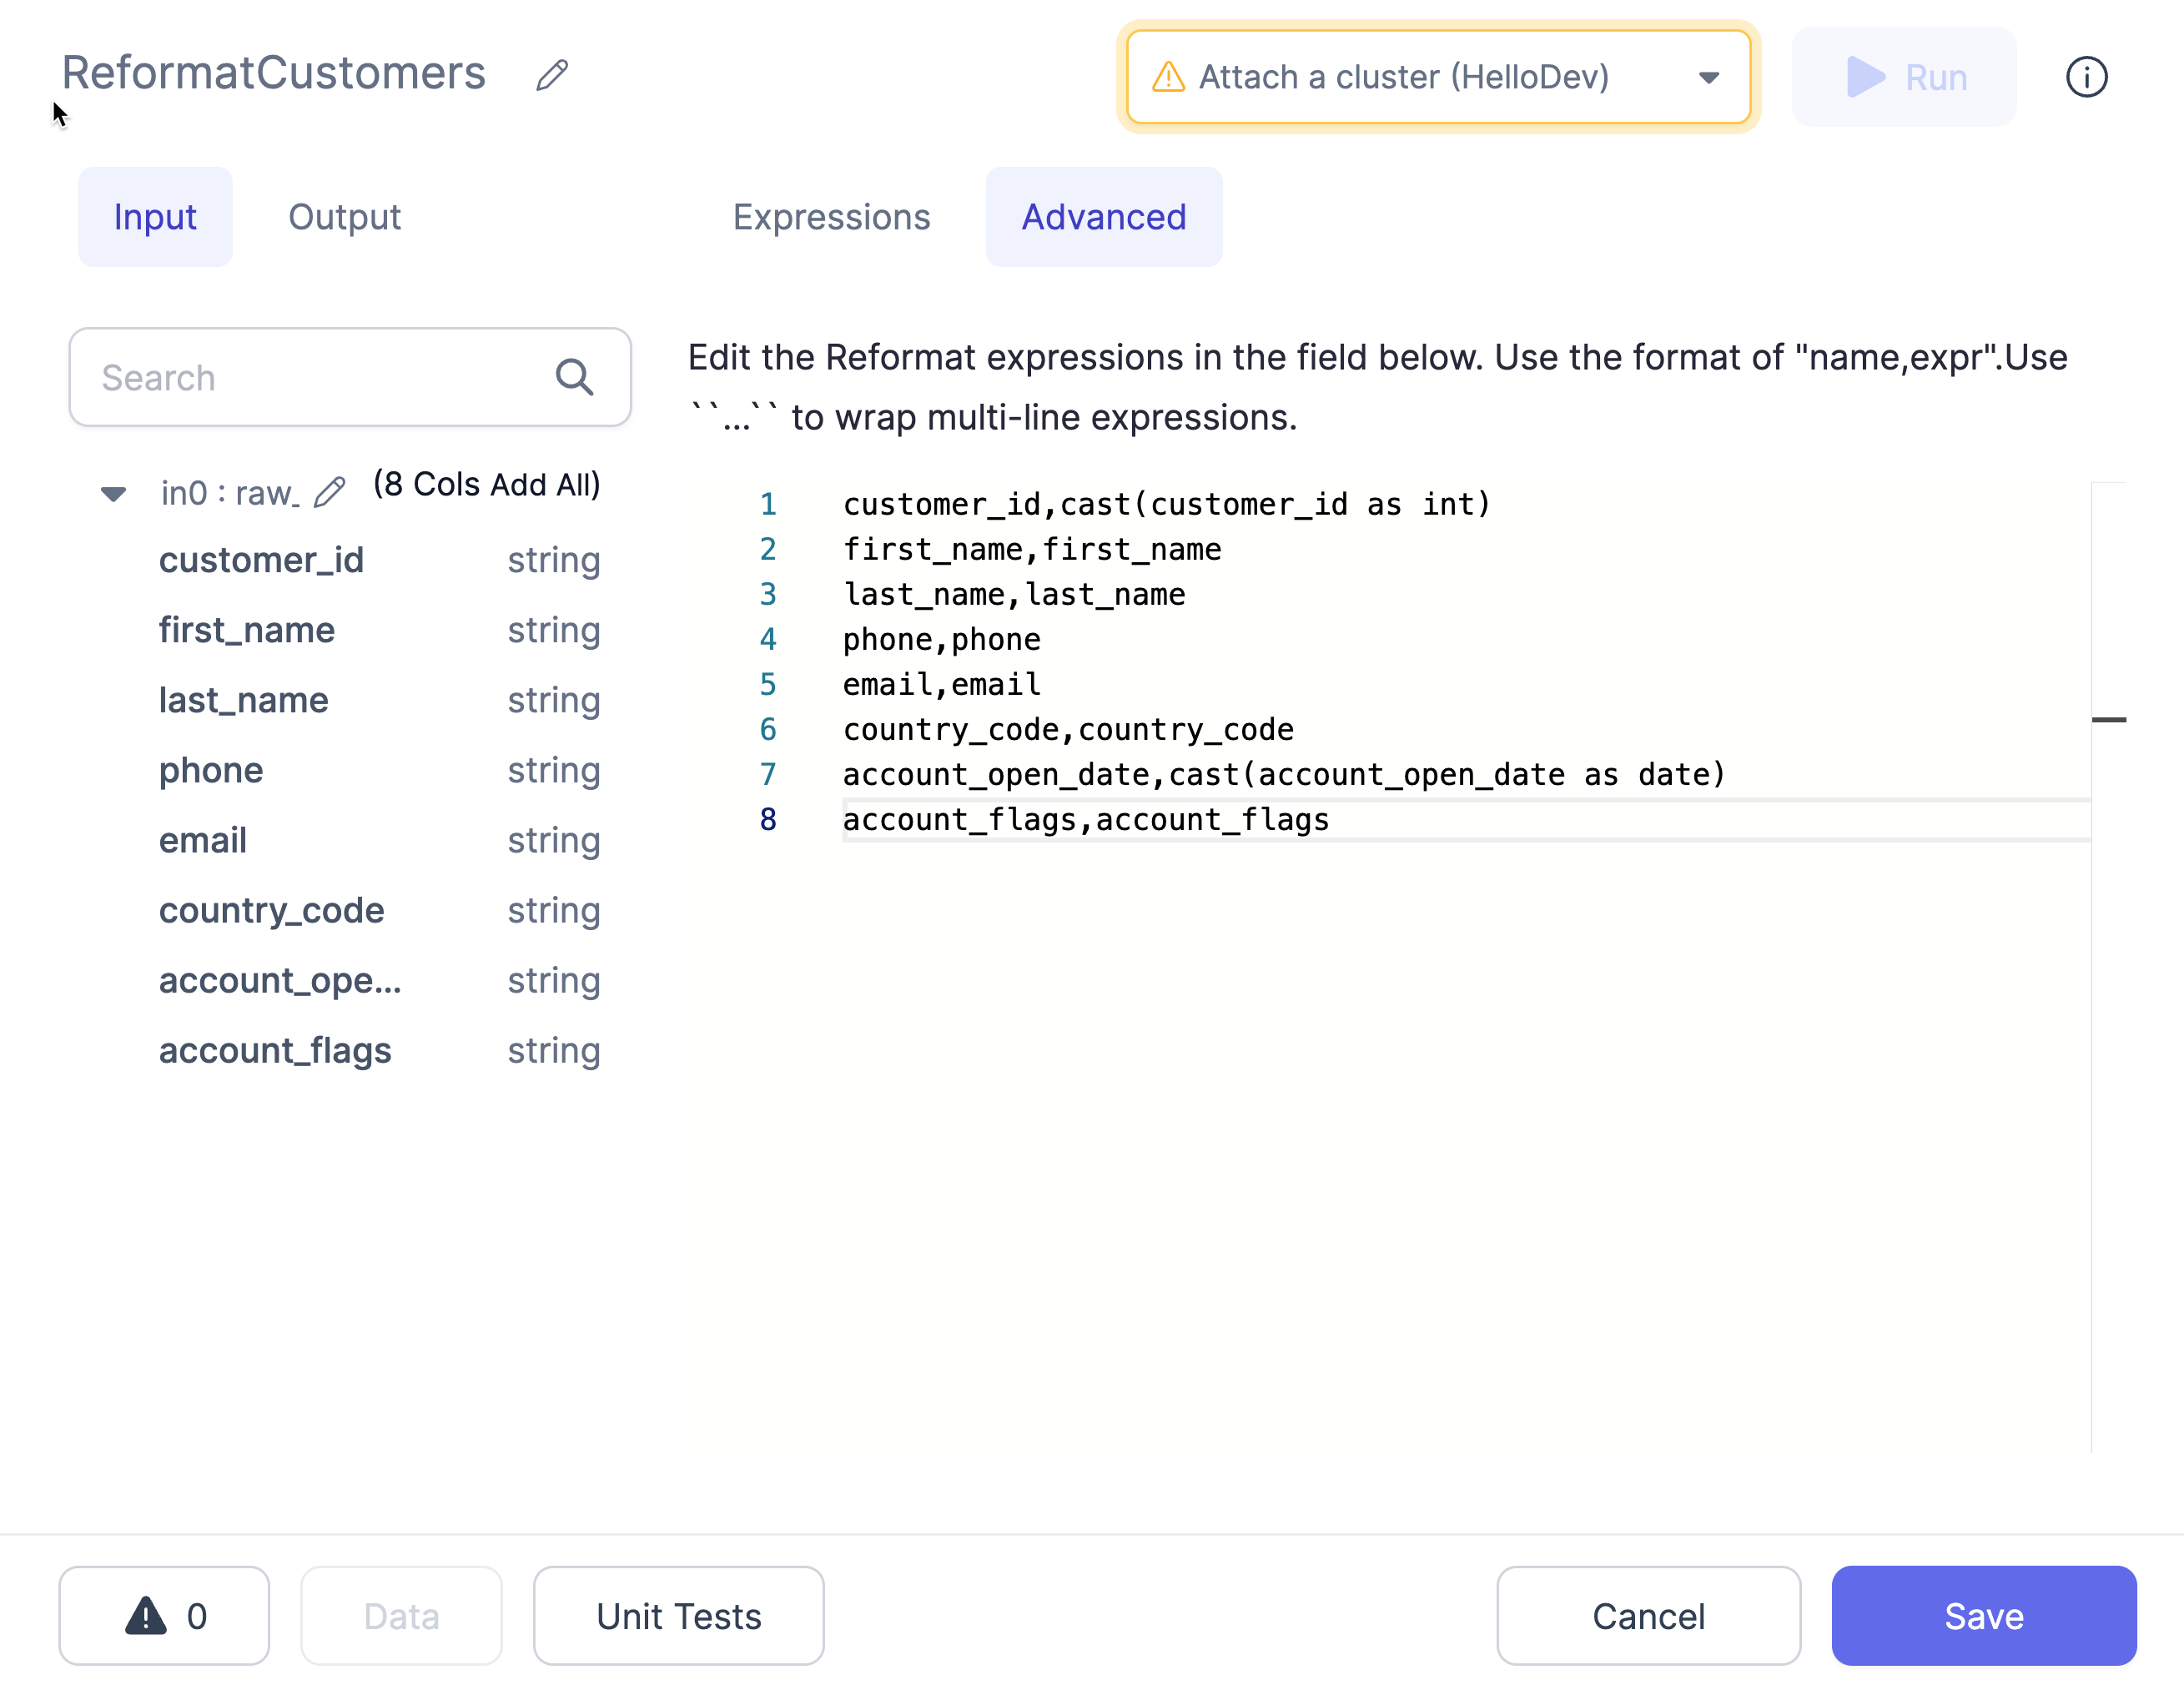 ReformatCustomers
Attach a cluster (HelloDev)
Run
Input
Output
Expressions
Advanced
Search
in0 : raw_
(8 Cols Add All)
customer_id string
first_name string
last_name string
phone string
email string
country_code string
account_ope... string
account_flags string
Edit the Reformat expressions in the field below. Use the format of "name,expr".Use
``...`` to wrap multi-line expressions.
1 customer_id,cast(customer_id as int)
2 first_name,first_name
3 last_name,last_name
4 phone,phone
5 email,email
6 country_code,country_code
7 account_open_date,cast(account_open_date as date)
8 account_flags,account_flags
0
Data
Unit Tests
Cancel
Save